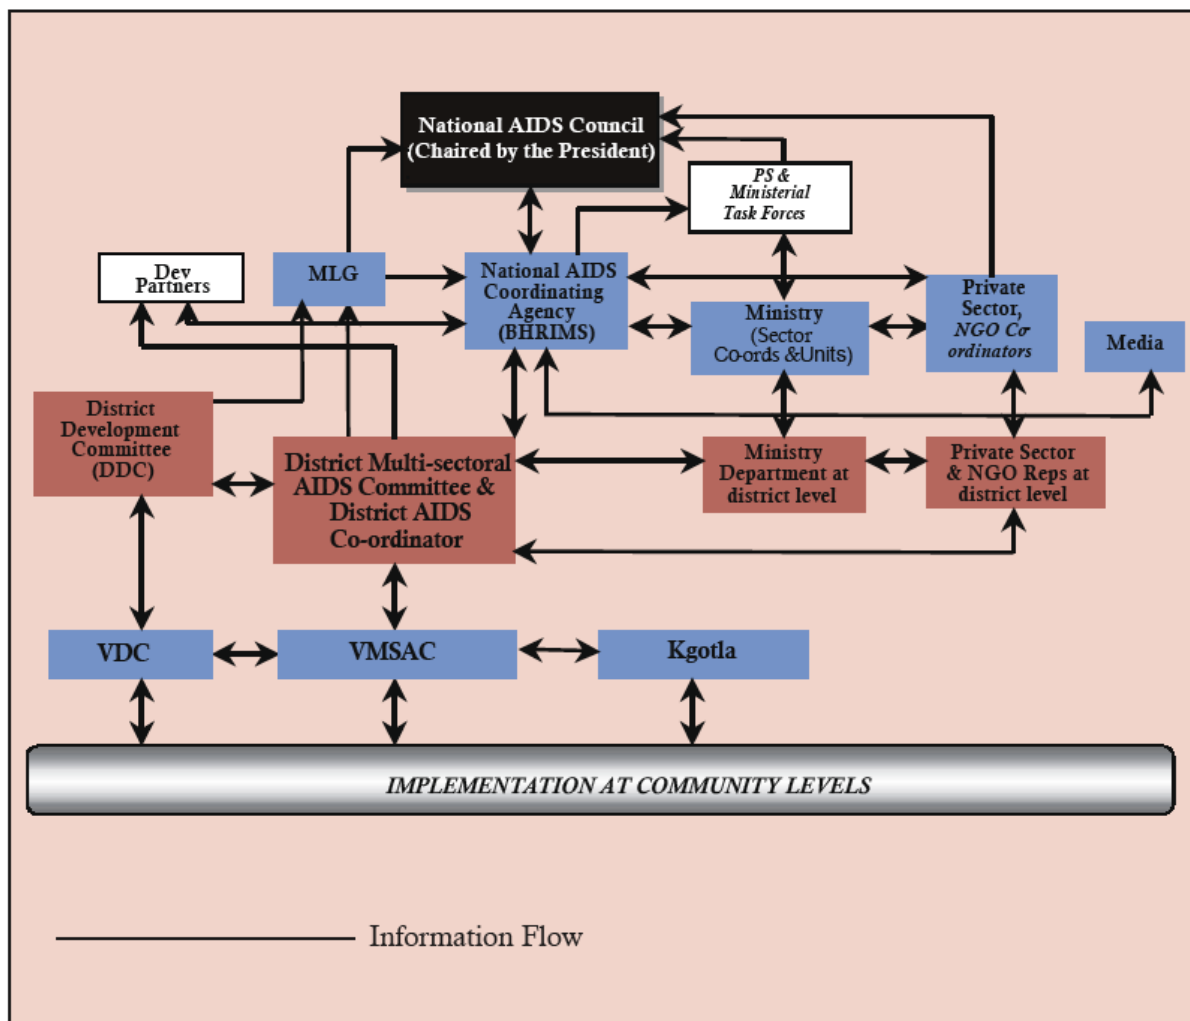 National AIDS Council
(Chaired by the President)
PS &
Ministerial
Task Forces
Dev
Partners
MLG
National AIDS
Coordinating
Agency
(BHRIMS)
Ministry
(Sector
Co-ords &Units)
Private
Sector,
NGO Co-
ordinators
Media
District
Development
Committee
(DDC)
District Multi-sectoral
AIDS Committee &
District AIDS
Co-ordinator
Ministry
Department at
district level
Private Sector
& NGO Reps at
district level
VDC
VMSAC
Kgotla
IMPLEMENTATION AT COMMUNITY LEVELS
Information Flow